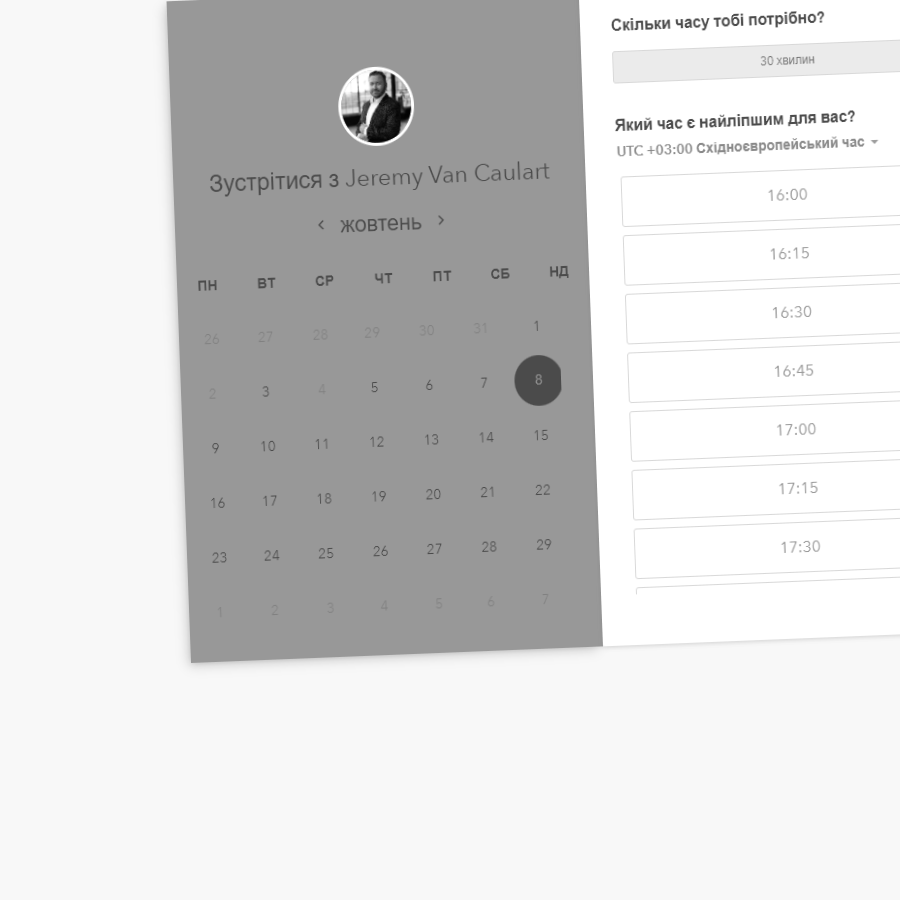 Зустрітися з Jeremy Van Caulart
жовтень
ПН ВТ СР ЧТ ПТ СБ НД
26 27 28 29 30 31 1
2 3 4 5 6 7 8
9 10 11 12 13 14 15
16 17 18 19 20 21 22
23 24 25 26 27 28 29
1 2 3 4 5 6 7
Скільки часу тобі потрібно?
30 хвилин
Який час є найліпшим для вас?
UTC +03:00 Східноєвропейський час
16:00
16:15
16:30
16:45
17:00
17:15
17:30